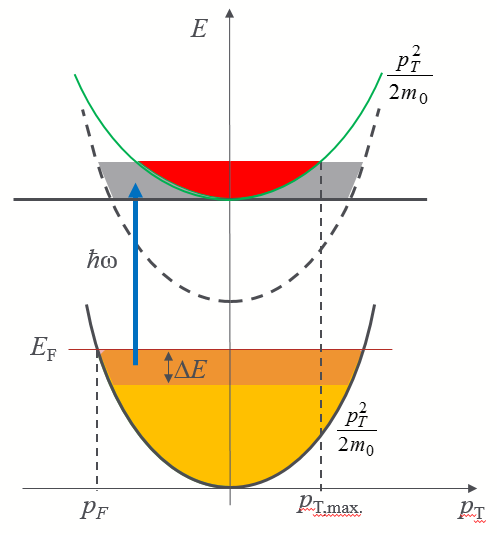 E
p_T^2
2m_0
ħω
E_F
ΔE
p_T^2
2m_0
p_F
p_T,max.
p_T